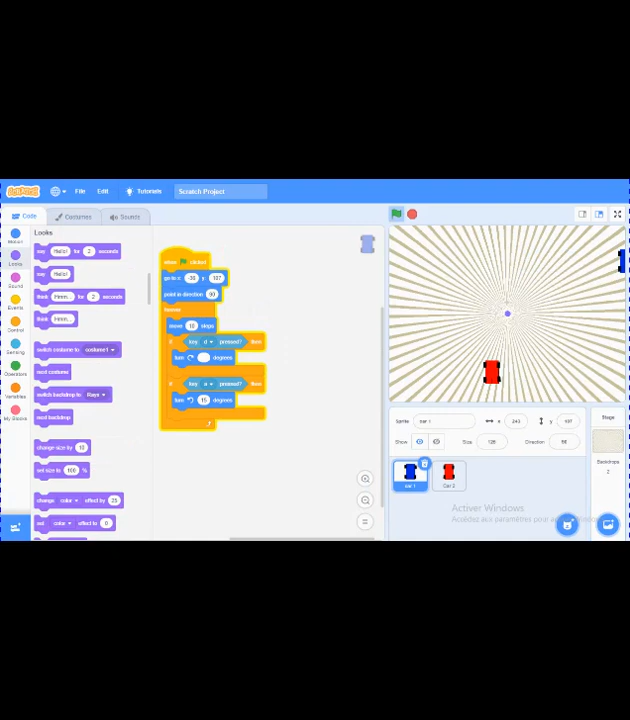 SCRATCH File Edit Tutorials Scratch Project
Code Costumes Sounds
Motion
Looks
Sound
Events
Control
Sensing
Operators
Variables
My Blocks
Looks
say Hello! for 2 seconds
say Hello!
think Hmm... for 2 seconds
think Hmm...
switch costume to costume1
next costume
switch backdrop to Rays
next backdrop
change size by 10
set size to 100 %
change color effect by 25
set color effect to 0
when clicked
go to x: -36 y: 107
point in direction 90
forever
move 10 steps
if key d pressed? then
turn degrees
if key a pressed? then
turn 15 degrees
Sprite car 1 x 243 y 107
Show Size 128 Direction
car 1 Car 2
Stage
Backdrops
2
Activer Windows
Accédez aux paramètres pour